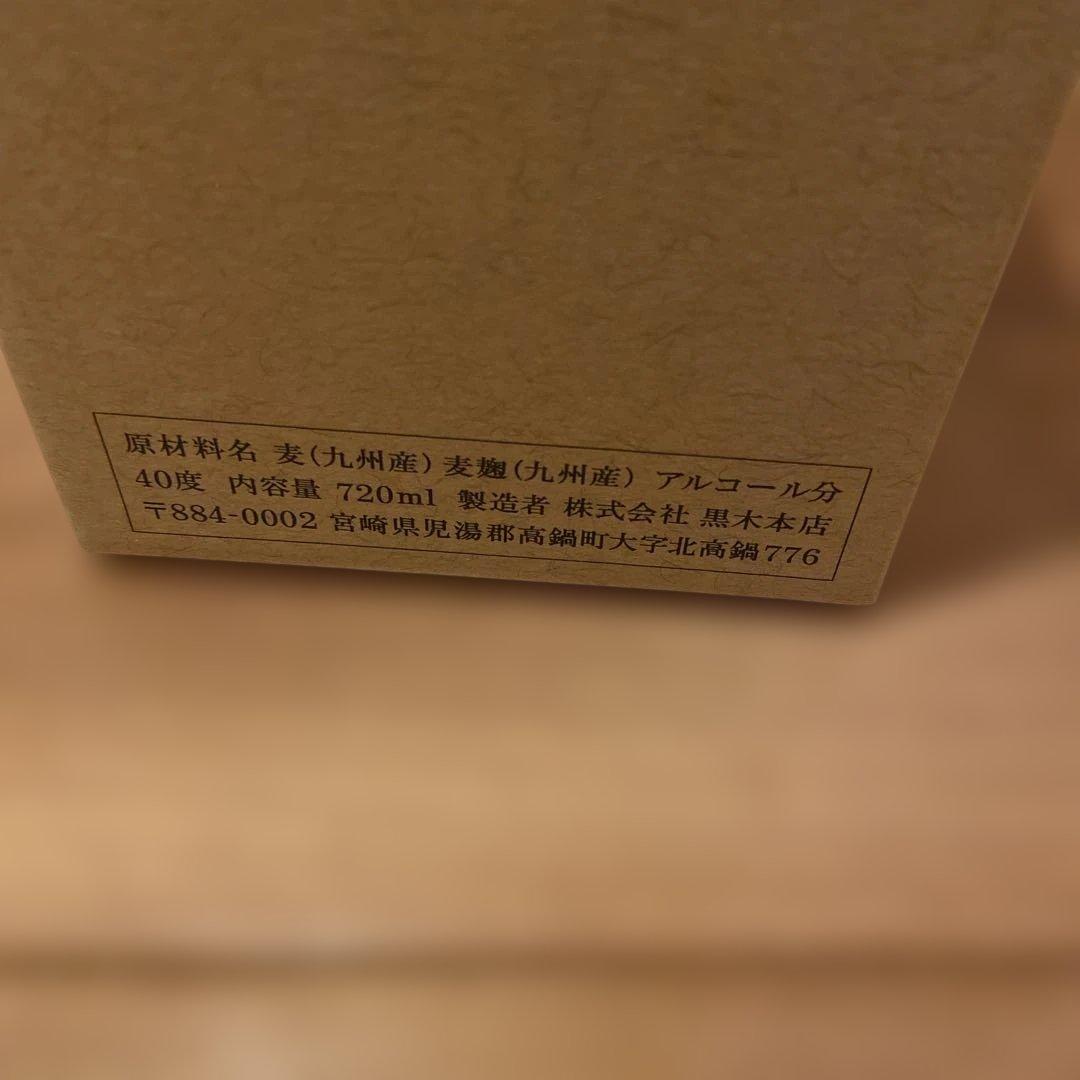 原材料名 麦(九州産) 麦麹(九州産) アルコール分
40度 内容量 720ml 製造者 株式会社 黒木本店
〒884-0002 宮崎県児湯郡高鍋町大字北高鍋776